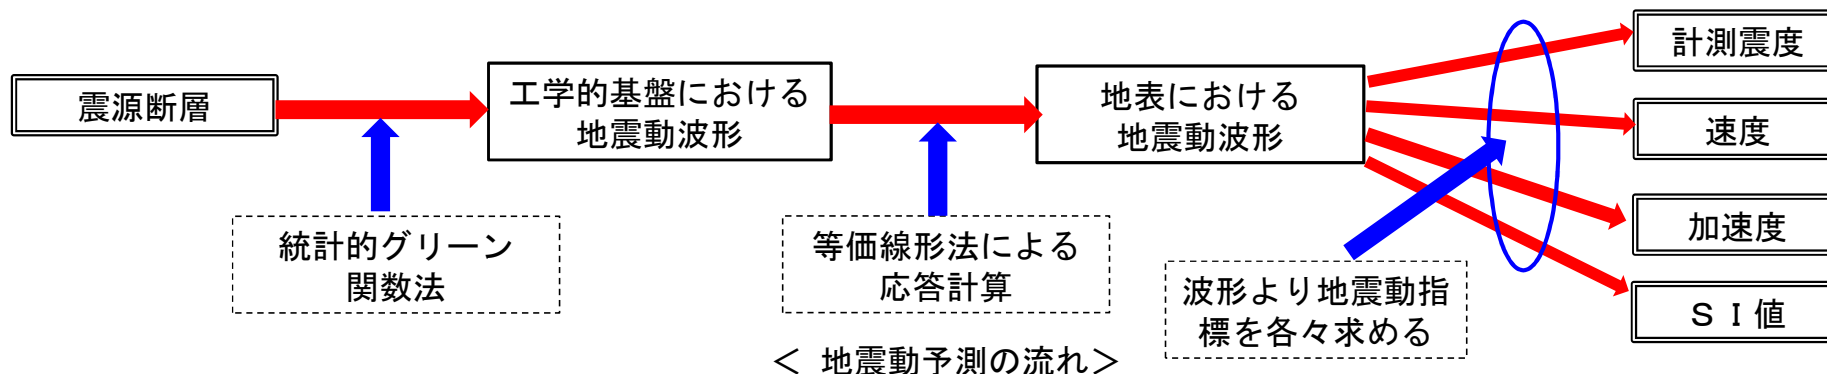 震源断層
工学的基盤における
地震動波形
地表における
地震動波形
計測震度
速度
加速度
ＳＩ値
統計的グリーン
関数法
等価線形法による
応答計算
波形より地震動指
標を各々求める
＜ 地震動予測の流れ＞